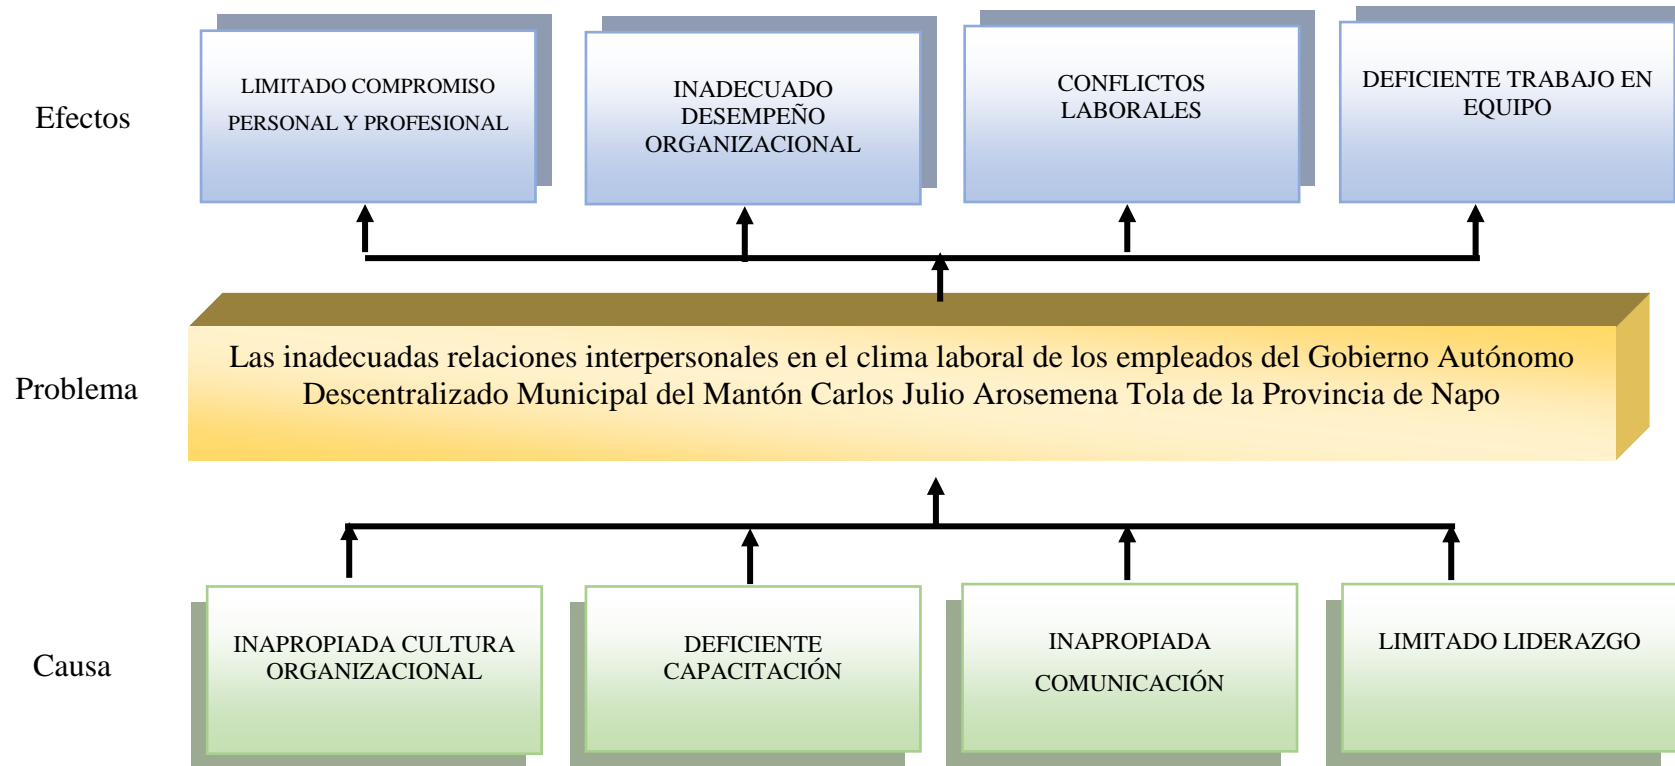 Efectos
LIMITADO COMPROMISO
PERSONAL Y PROFESIONAL
INADECUADO
DESEMPEÑO
ORGANIZACIONAL
CONFLICTOS
LABORALES
DEFICIENTE TRABAJO EN
EQUIPO
Problema
Las inadecuadas relaciones interpersonales en el clima laboral de los empleados del Gobierno Autónomo
Descentralizado Municipal del Mantón Carlos Julio Arosemena Tola de la Provincia de Napo
Causa
INAPROPIADA CULTURA
ORGANIZACIONAL
DEFICIENTE
CAPACITACIÓN
INAPROPIADA
COMUNICACIÓN
LIMITADO LIDERAZGO